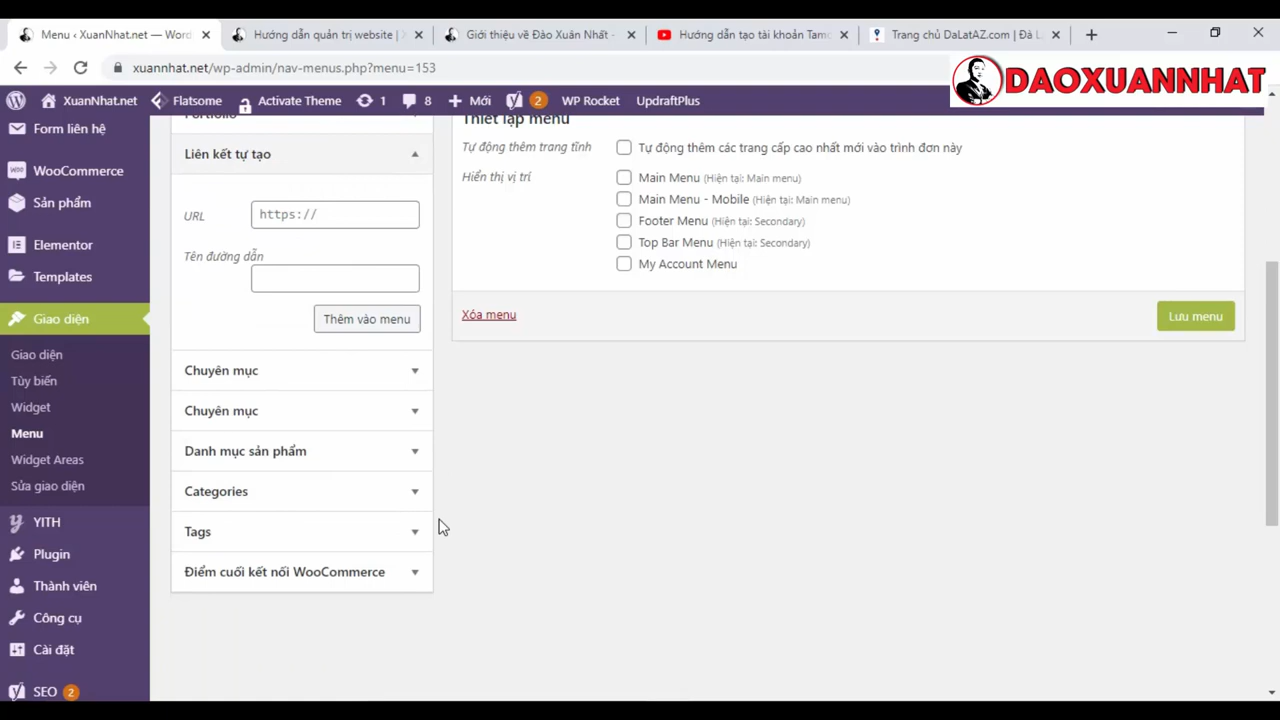 Menu ‹ XuanNhat.net — Word
Hướng dẫn quản trị website | X
Giới thiệu về Đào Xuân Nhất -
Hướng dẫn tạo tài khoản Tamo
Trang chủ DaLatAZ.com | Đà L
xuannhat.net/wp-admin/nav-menus.php?menu=153
DAOXUANNHAT
XuanNhat.net
Flatsome
Activate Theme
1
8
Mới
2
WP Rocket
UpdraftPlus
Form liên hệ
WooCommerce
Sản phẩm
Elementor
Templates
Giao diện
Giao diện
Tùy biến
Widget
Menu
Widget Areas
Sửa giao diện
YITH
Plugin
Thành viên
Công cụ
Cài đặt
SEO 2
Portfolio
Liên kết tự tạo
URL
https://
Tên đường dẫn
Thêm vào menu
Chuyên mục
Chuyên mục
Danh mục sản phẩm
Categories
Tags
Điểm cuối kết nối WooCommerce
Thiết lập menu
Tự động thêm trang tĩnh
Tự động thêm các trang cấp cao nhất mới vào trình đơn này
Hiển thị vị trí
Main Menu (Hiện tại: Main menu)
Main Menu - Mobile (Hiện tại: Main menu)
Footer Menu (Hiện tại: Secondary)
Top Bar Menu (Hiện tại: Secondary)
My Account Menu
Xóa menu
Lưu menu